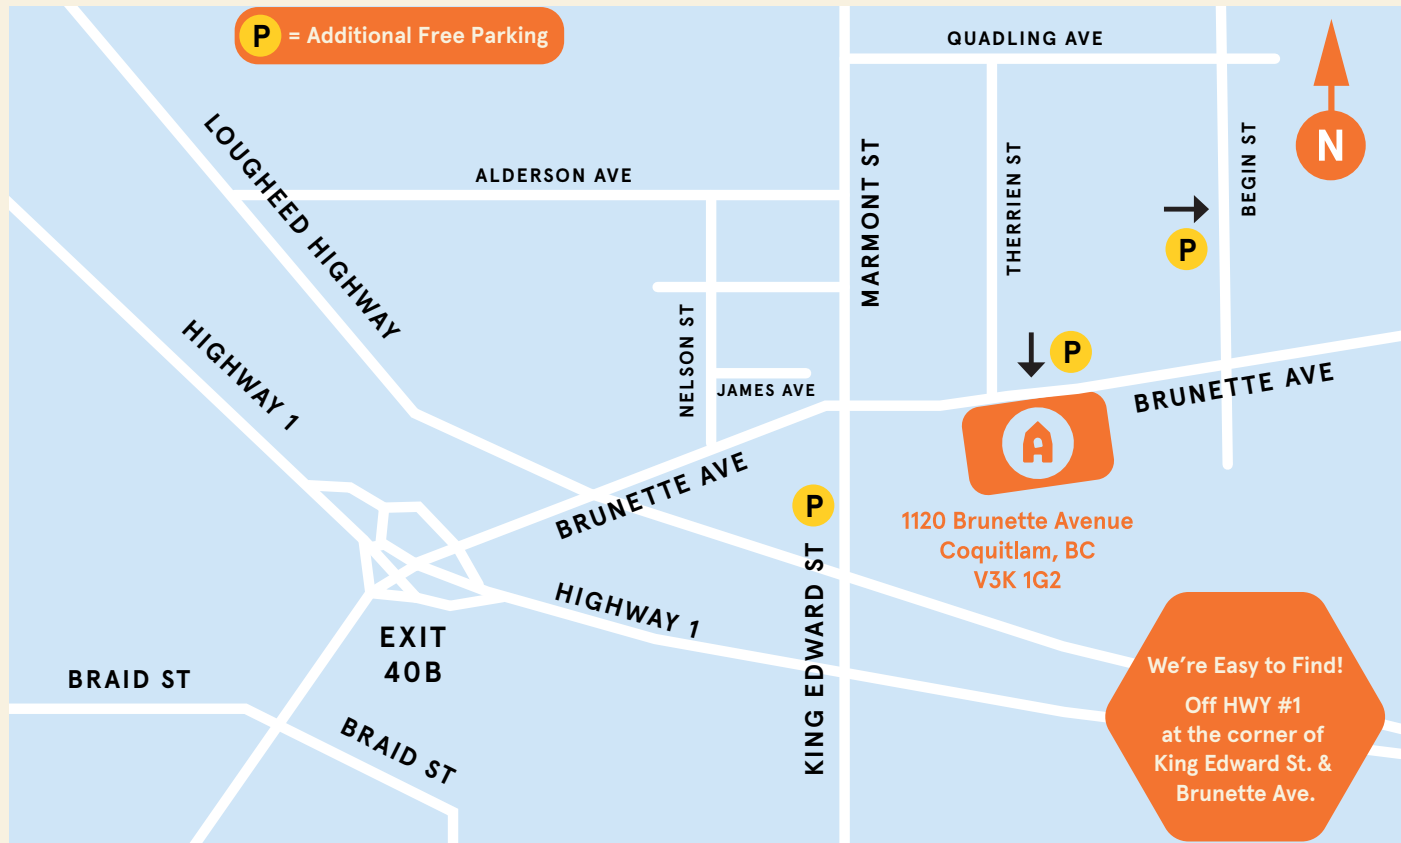 P = Additional Free Parking
QUADLING AVE
N
LOUGHEED HIGHWAY
ALDERSON AVE
MARMONT ST
THERRIEN ST
BEGIN ST
P
HIGHWAY 1
NELSON ST
JAMES AVE
P
BRUNETTE AVE
BRUNETTE AVE
P
1120 Brunette Avenue
Coquitlam, BC
V3K 1G2
HIGHWAY 1
KING EDWARD ST
EXIT
40B
BRAID ST
BRAID ST
We're Easy to Find!
Off HWY #1
at the corner of
King Edward St. &
Brunette Ave.